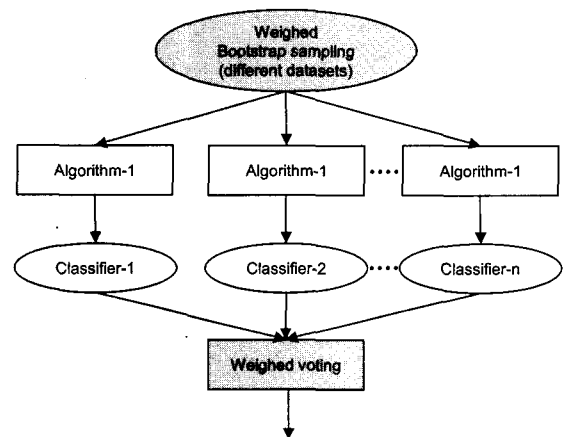 Weighed
Bootstrap sampling
(different datasets)
Algorithm-1 Algorithm-1 Algorithm-1
Classifier-1 Classifier-2 Classifier-n
Weighed voting